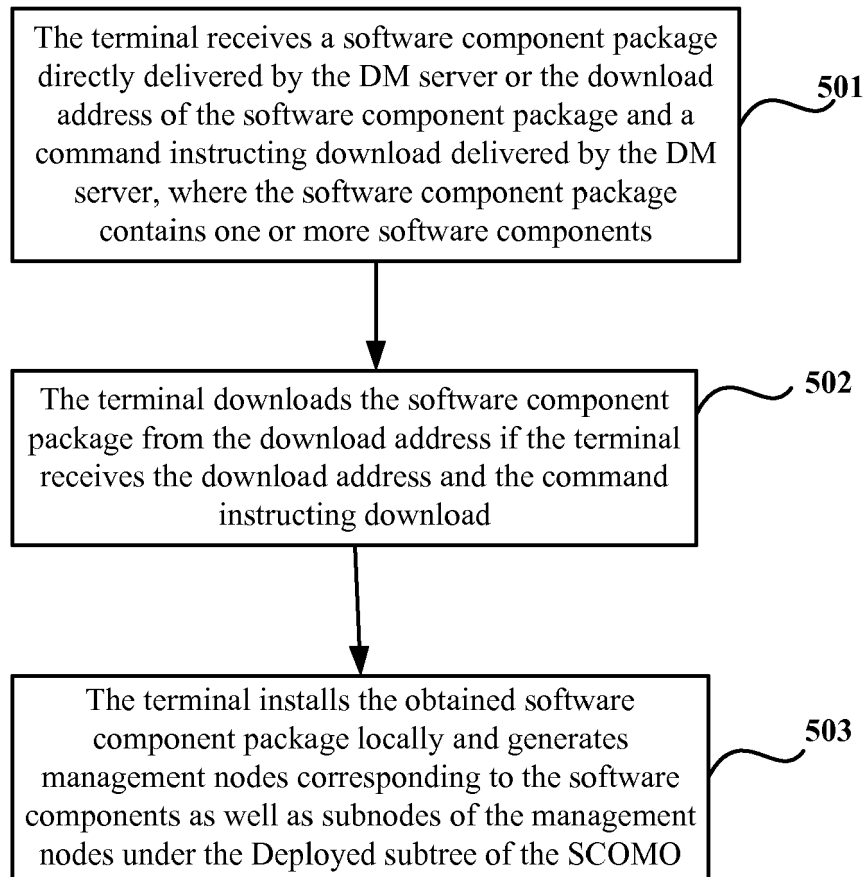 The terminal receives a software component package
directly delivered by the DM server or the download
address of the software component package and a
command instructing download delivered by the DM
server, where the software component package
contains one or more software components
501
The terminal downloads the software component
package from the download address if the terminal
receives the download address and the command
instructing download
502
The terminal installs the obtained software
component package locally and generates
management nodes corresponding to the software
components as well as subnodes of the management
nodes under the Deployed subtree of the SCOMO
503